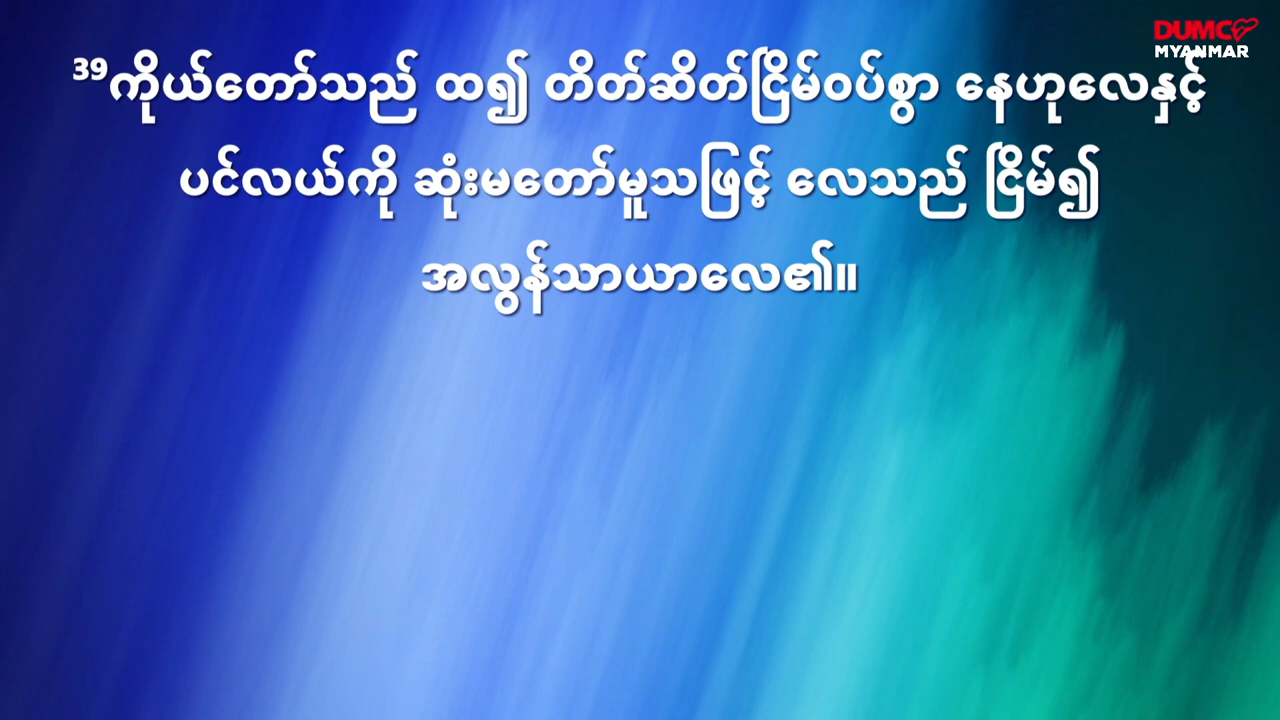 DUMC
MYANMAR
39ကိုယ်တော်သည် ထ၍ တိတ်ဆိတ်ငြိမ်ဝပ်စွာ နေဟုလေနှင့်
ပင်လယ်ကို ဆုံးမတော်မူသဖြင့် လေသည် ငြိမ်၍
အလွန်သာယာလေ၏။